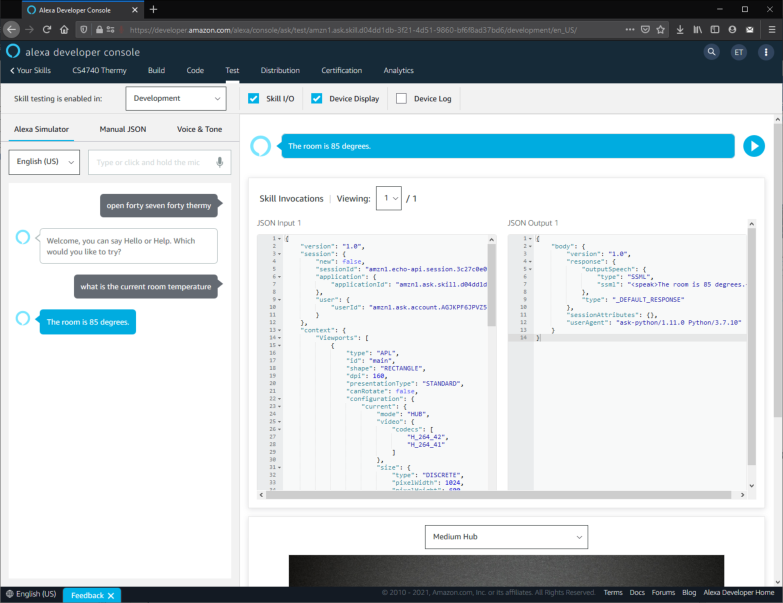 Alexa Developer Console
https://developer.amazon.com/alexa/console/ask/test/amzn1.ask.skill.d04dd1db-3f21-4d51-9860-bf6f8ad37bd6/development/en_US/
alexa developer console
ET
Your Skills CS4740 Thermy Build Code Test Distribution Certification Analytics
Skill testing is enabled in: Development Skill I/O Device Display Device Log
Alexa Simulator Manual JSON Voice & Tone
English (US) Type or click and hold the mic
open forty seven forty thermy
Welcome, you can say Hello or Help. Which
would you like to try?
what is the current room temperature
The room is 85 degrees.
The room is 85 degrees.
Skill Invocations Viewing: 1 / 1
JSON Input 1
1 {
2 "version": "1.0",
3 "session": {
4 "new": false,
5 "sessionId": "amzn1.echo-api.session.3c27c0e0
6 "application": {
7 "applicationId": "amzn1.ask.skill.d04dd1d
8 },
9 "user": {
10 "userId": "amzn1.ask.account.AGJKPF6JPVZ5
11 }
12 },
13 "context": {
14 "Viewports": [
15 {
16 "type": "APL",
17 "id": "main",
18 "shape": "RECTANGLE",
19 "dpi": 160,
20 "presentationType": "STANDARD",
21 "canRotate": false,
22 "configuration": {
23 "current": {
24 "mode": "HUB",
25 "video": {
26 "codecs": [
27 "H_264_42",
28 "H_264_41"
29 ]
30 },
31 "size": {
32 "type": "DISCRETE",
33 "pixelWidth": 1024,
JSON Output 1
1 {
2 "body": {
3 "version": "1.0",
4 "response": {
5 "outputSpeech": {
6 "type": "SSML",
7 "ssml": "<speak>The room is 85 degrees.
8 },
9 "type": "_DEFAULT_RESPONSE"
10 },
11 "sessionAttributes": {},
12 "userAgent": "ask-python/1.11.0 Python/3.7.10"
13 }
14 }
Medium Hub
English (US) Feedback
© 2010 - 2021, Amazon.com, Inc. or its affiliates. All Rights Reserved. Terms Docs Forums Blog Alexa Developer Home